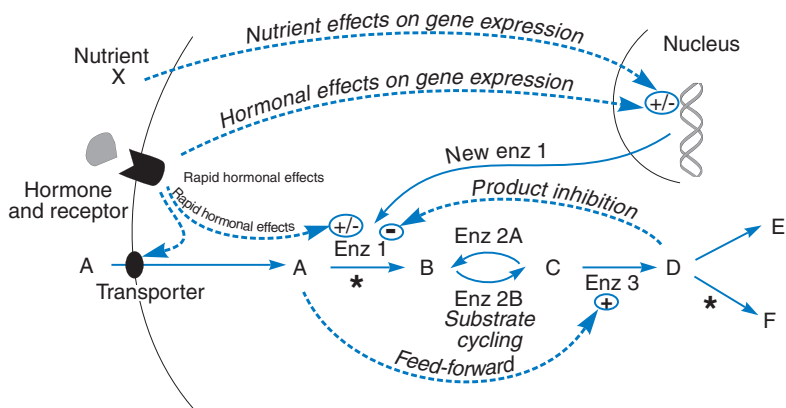 Nutrient effects on gene expression
Nutrient
X
Nucleus
Hormonal effects on gene expression
+/-
New enz 1
Rapid hormonal effects
Hormone
and receptor
Rapid hormonal effects
Product inhibition
+/-
-
Enz 1
Enz 2A
E
A
A
B
C
D
*
Transporter
Enz 2B
Enz 3
+
*
F
Substrate
cycling
Feed-forward